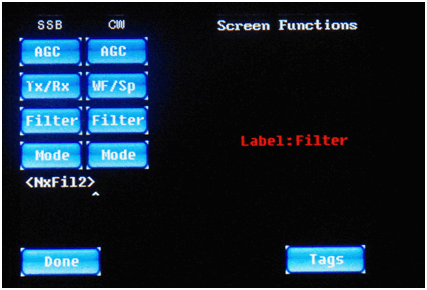 SSB CW Screen Functions
AGC AGC
Tx/Rx WF/Sp
Filter Filter
Label:Filter
Mode Mode
<NxFil2>
^
Done Tags